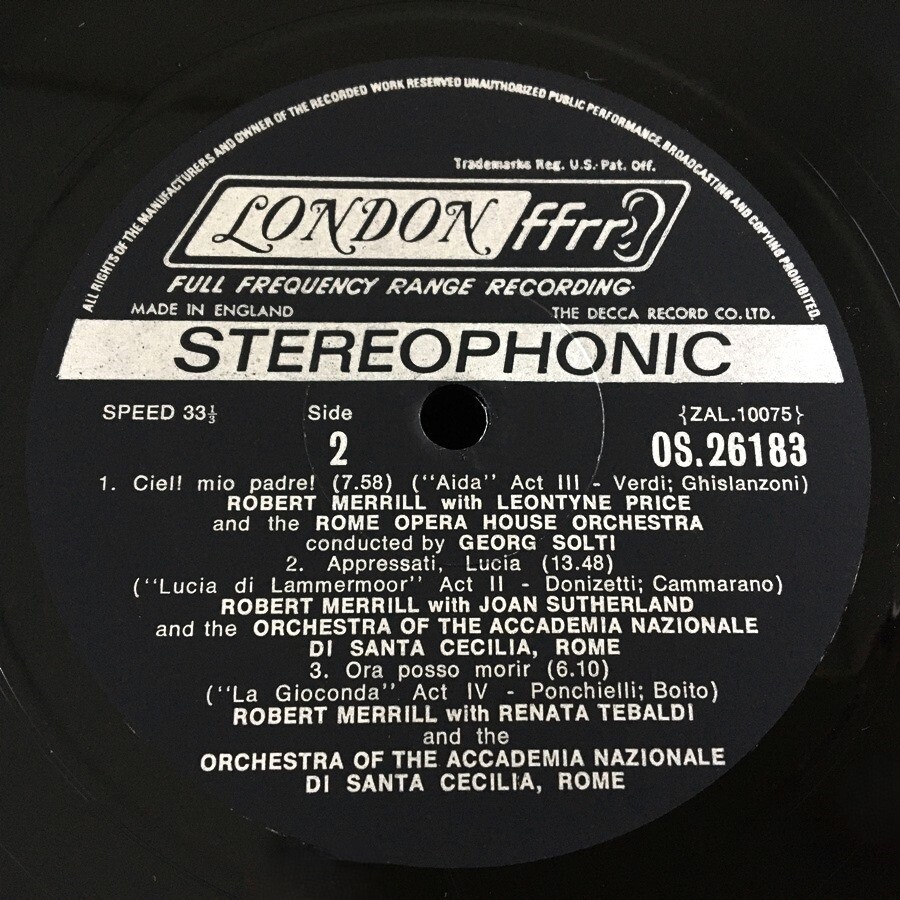 ALL RIGHTS OF THE MANUFACTURERS AND OWNER OF THE RECORDED WORK RESERVED UNAUTHORIZED PUBLIC PERFORMANCE, BROADCASTING AND COPYING PROHIBITED.
Trademarks Reg. U.S. Pat. Off.
LONDON ffrr
FULL FREQUENCY RANGE RECORDING
MADE IN ENGLAND THE DECCA RECORD CO. LTD.
STEREOPHONIC
SPEED 33⅓ Side {ZAL.10075}
2 OS.26183
1. Ciel! mio padre! (7.58) ("Aida" Act III - Verdi; Ghislanzoni)
ROBERT MERRILL with LEONTYNE PRICE
and the ROME OPERA HOUSE ORCHESTRA
conducted by GEORG SOLTI
2. Appressati, Lucia (13.48)
("Lucia di Lammermoor" Act II - Donizetti; Cammarano)
ROBERT MERRILL with JOAN SUTHERLAND
and the ORCHESTRA OF THE ACCADEMIA NAZIONALE
DI SANTA CECILIA, ROME
3. Ora posso morir (6.10)
("La Gioconda" Act IV - Ponchielli; Boito)
ROBERT MERRILL with RENATA TEBALDI
and the
ORCHESTRA OF THE ACCADEMIA NAZIONALE
DI SANTA CECILIA, ROME